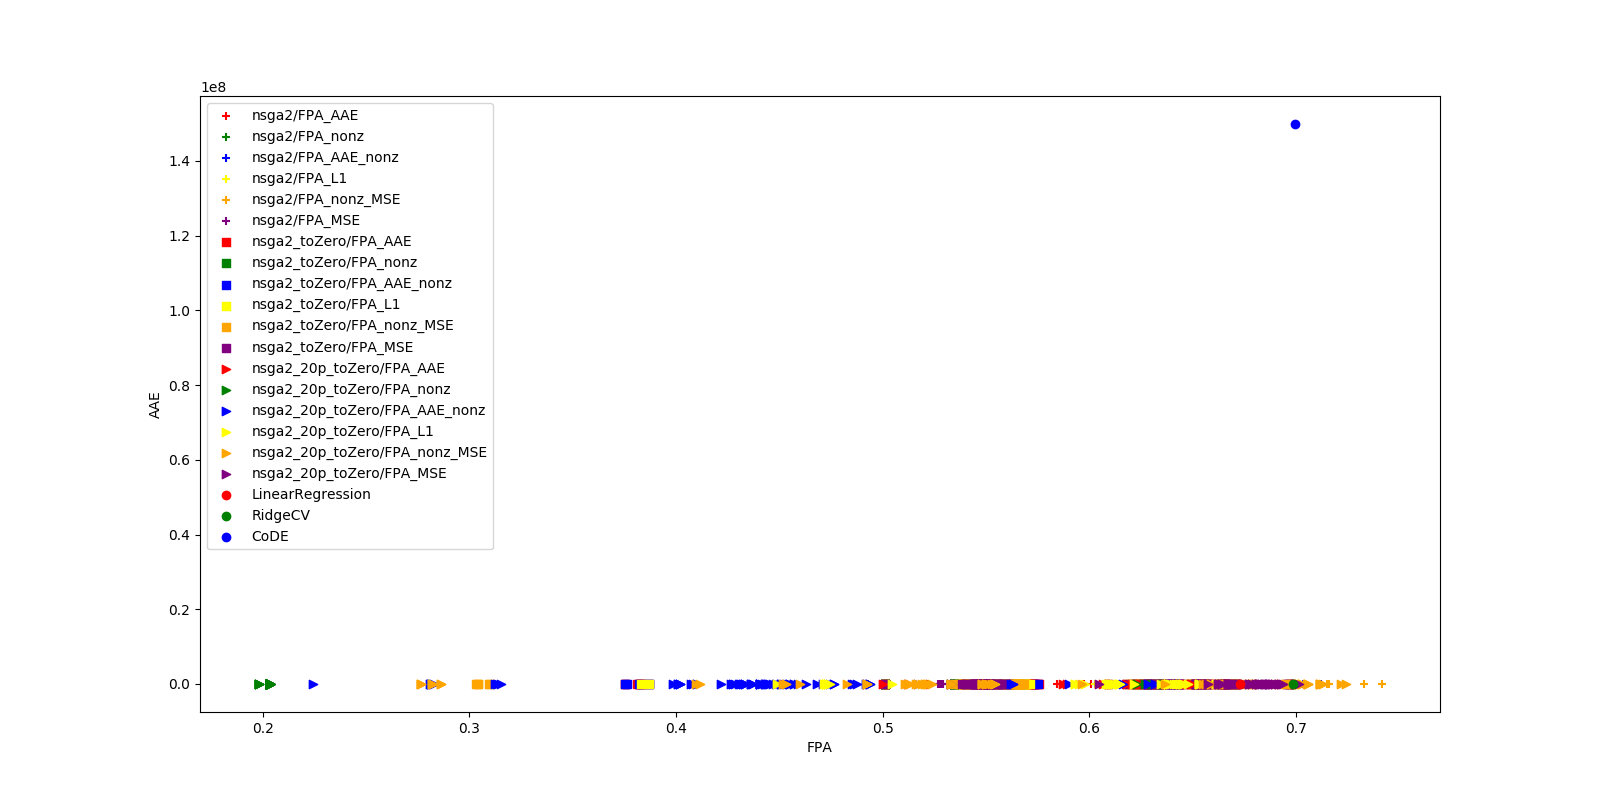 1e8
nsga2/FPA_AAE
nsga2/FPA_nonz
nsga2/FPA_AAE_nonz
nsga2/FPA_L1
nsga2/FPA_nonz_MSE
nsga2/FPA_MSE
nsga2_toZero/FPA_AAE
nsga2_toZero/FPA_nonz
nsga2_toZero/FPA_AAE_nonz
nsga2_toZero/FPA_L1
nsga2_toZero/FPA_nonz_MSE
nsga2_toZero/FPA_MSE
nsga2_20p_toZero/FPA_AAE
nsga2_20p_toZero/FPA_nonz
nsga2_20p_toZero/FPA_AAE_nonz
nsga2_20p_toZero/FPA_L1
nsga2_20p_toZero/FPA_nonz_MSE
nsga2_20p_toZero/FPA_MSE
LinearRegression
RidgeCV
CoDE
1.4
1.2
1.0
0.8
0.6
0.4
0.2
0.0
AAE
0.2 0.3 0.4 0.5 0.6 0.7
FPA